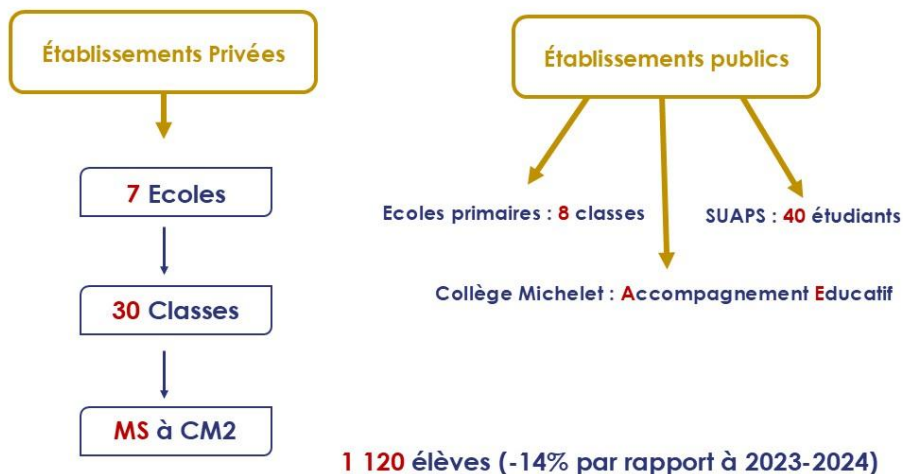 Établissements Privées
7 Ecoles
30 Classes
MS à CM2
Établissements publics
Ecoles primaires : 8 classes
SUAPS : 40 étudiants
Collège Michelet : Accompagnement Educatif
1 120 élèves (-14% par rapport à 2023-2024)